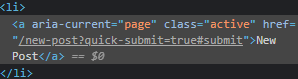 <li>
<a aria-current="page" class="active" href=
"/new-post?quick-submit=true#submit">New
Post</a> == $0
</li>